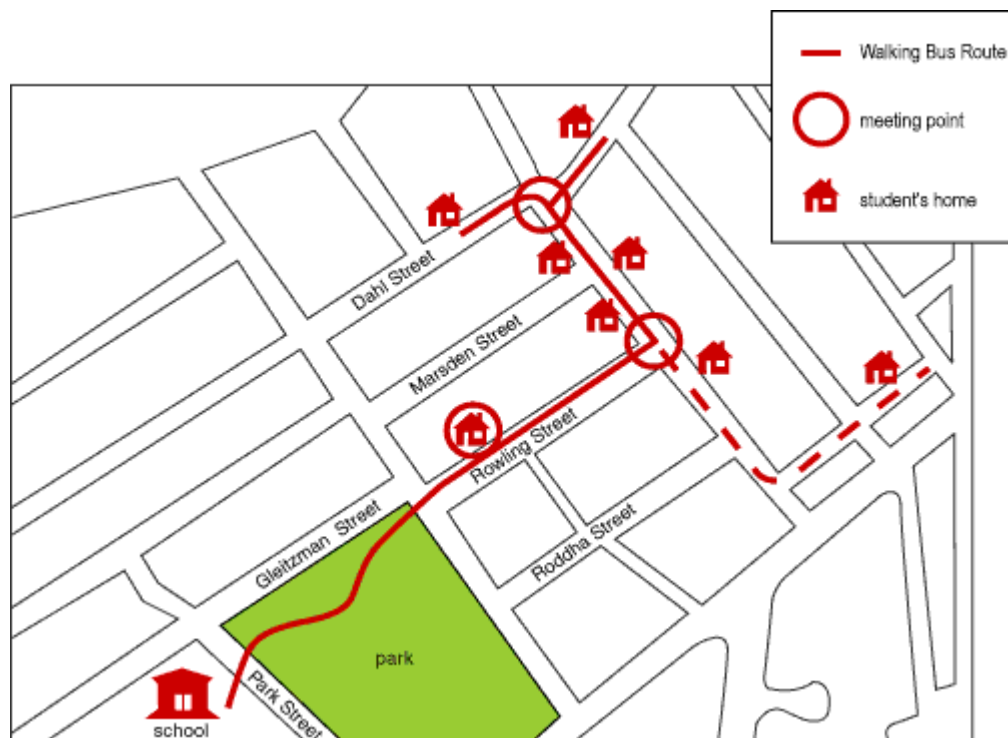 Walking Bus Route
meeting point
student's home
Dahl Street
Marsden Street
Rowling Street
Gleitzman Street
Roddha Street
park
Park Street
school